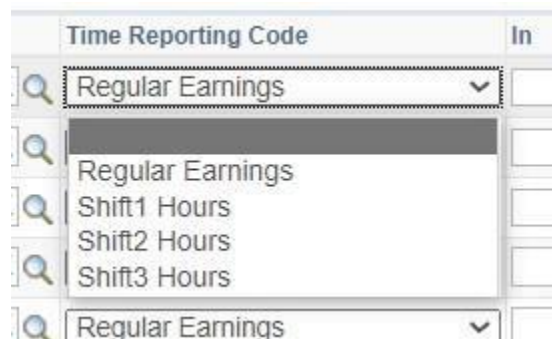 Time Reporting Code In
Regular Earnings
Regular Earnings
Shift1 Hours
Shift2 Hours
Shift3 Hours
Regular Earnings